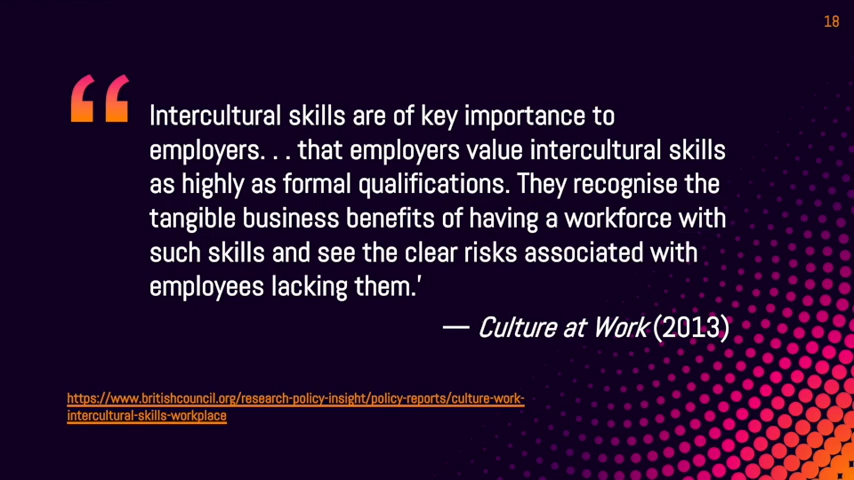 18
“
Intercultural skills are of key importance to
employers. . . that employers value intercultural skills
as highly as formal qualifications. They recognise the
tangible business benefits of having a workforce with
such skills and see the clear risks associated with
employees lacking them.’
— Culture at Work (2013)
https://www.britishcouncil.org/research-policy-insight/policy-reports/culture-work-
intercultural-skills-workplace